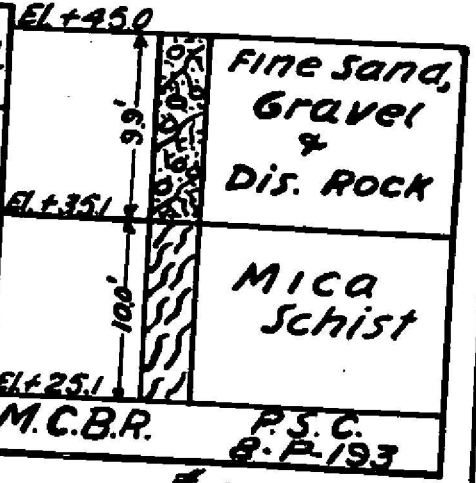 El. +45.0
9.9'
Fine Sand,
Gravel
&
Dis. Rock
El. +35.1
10.0'
Mica
Schist
El. +25.1
M.C.B.R.
P.S.C.
8-P-193